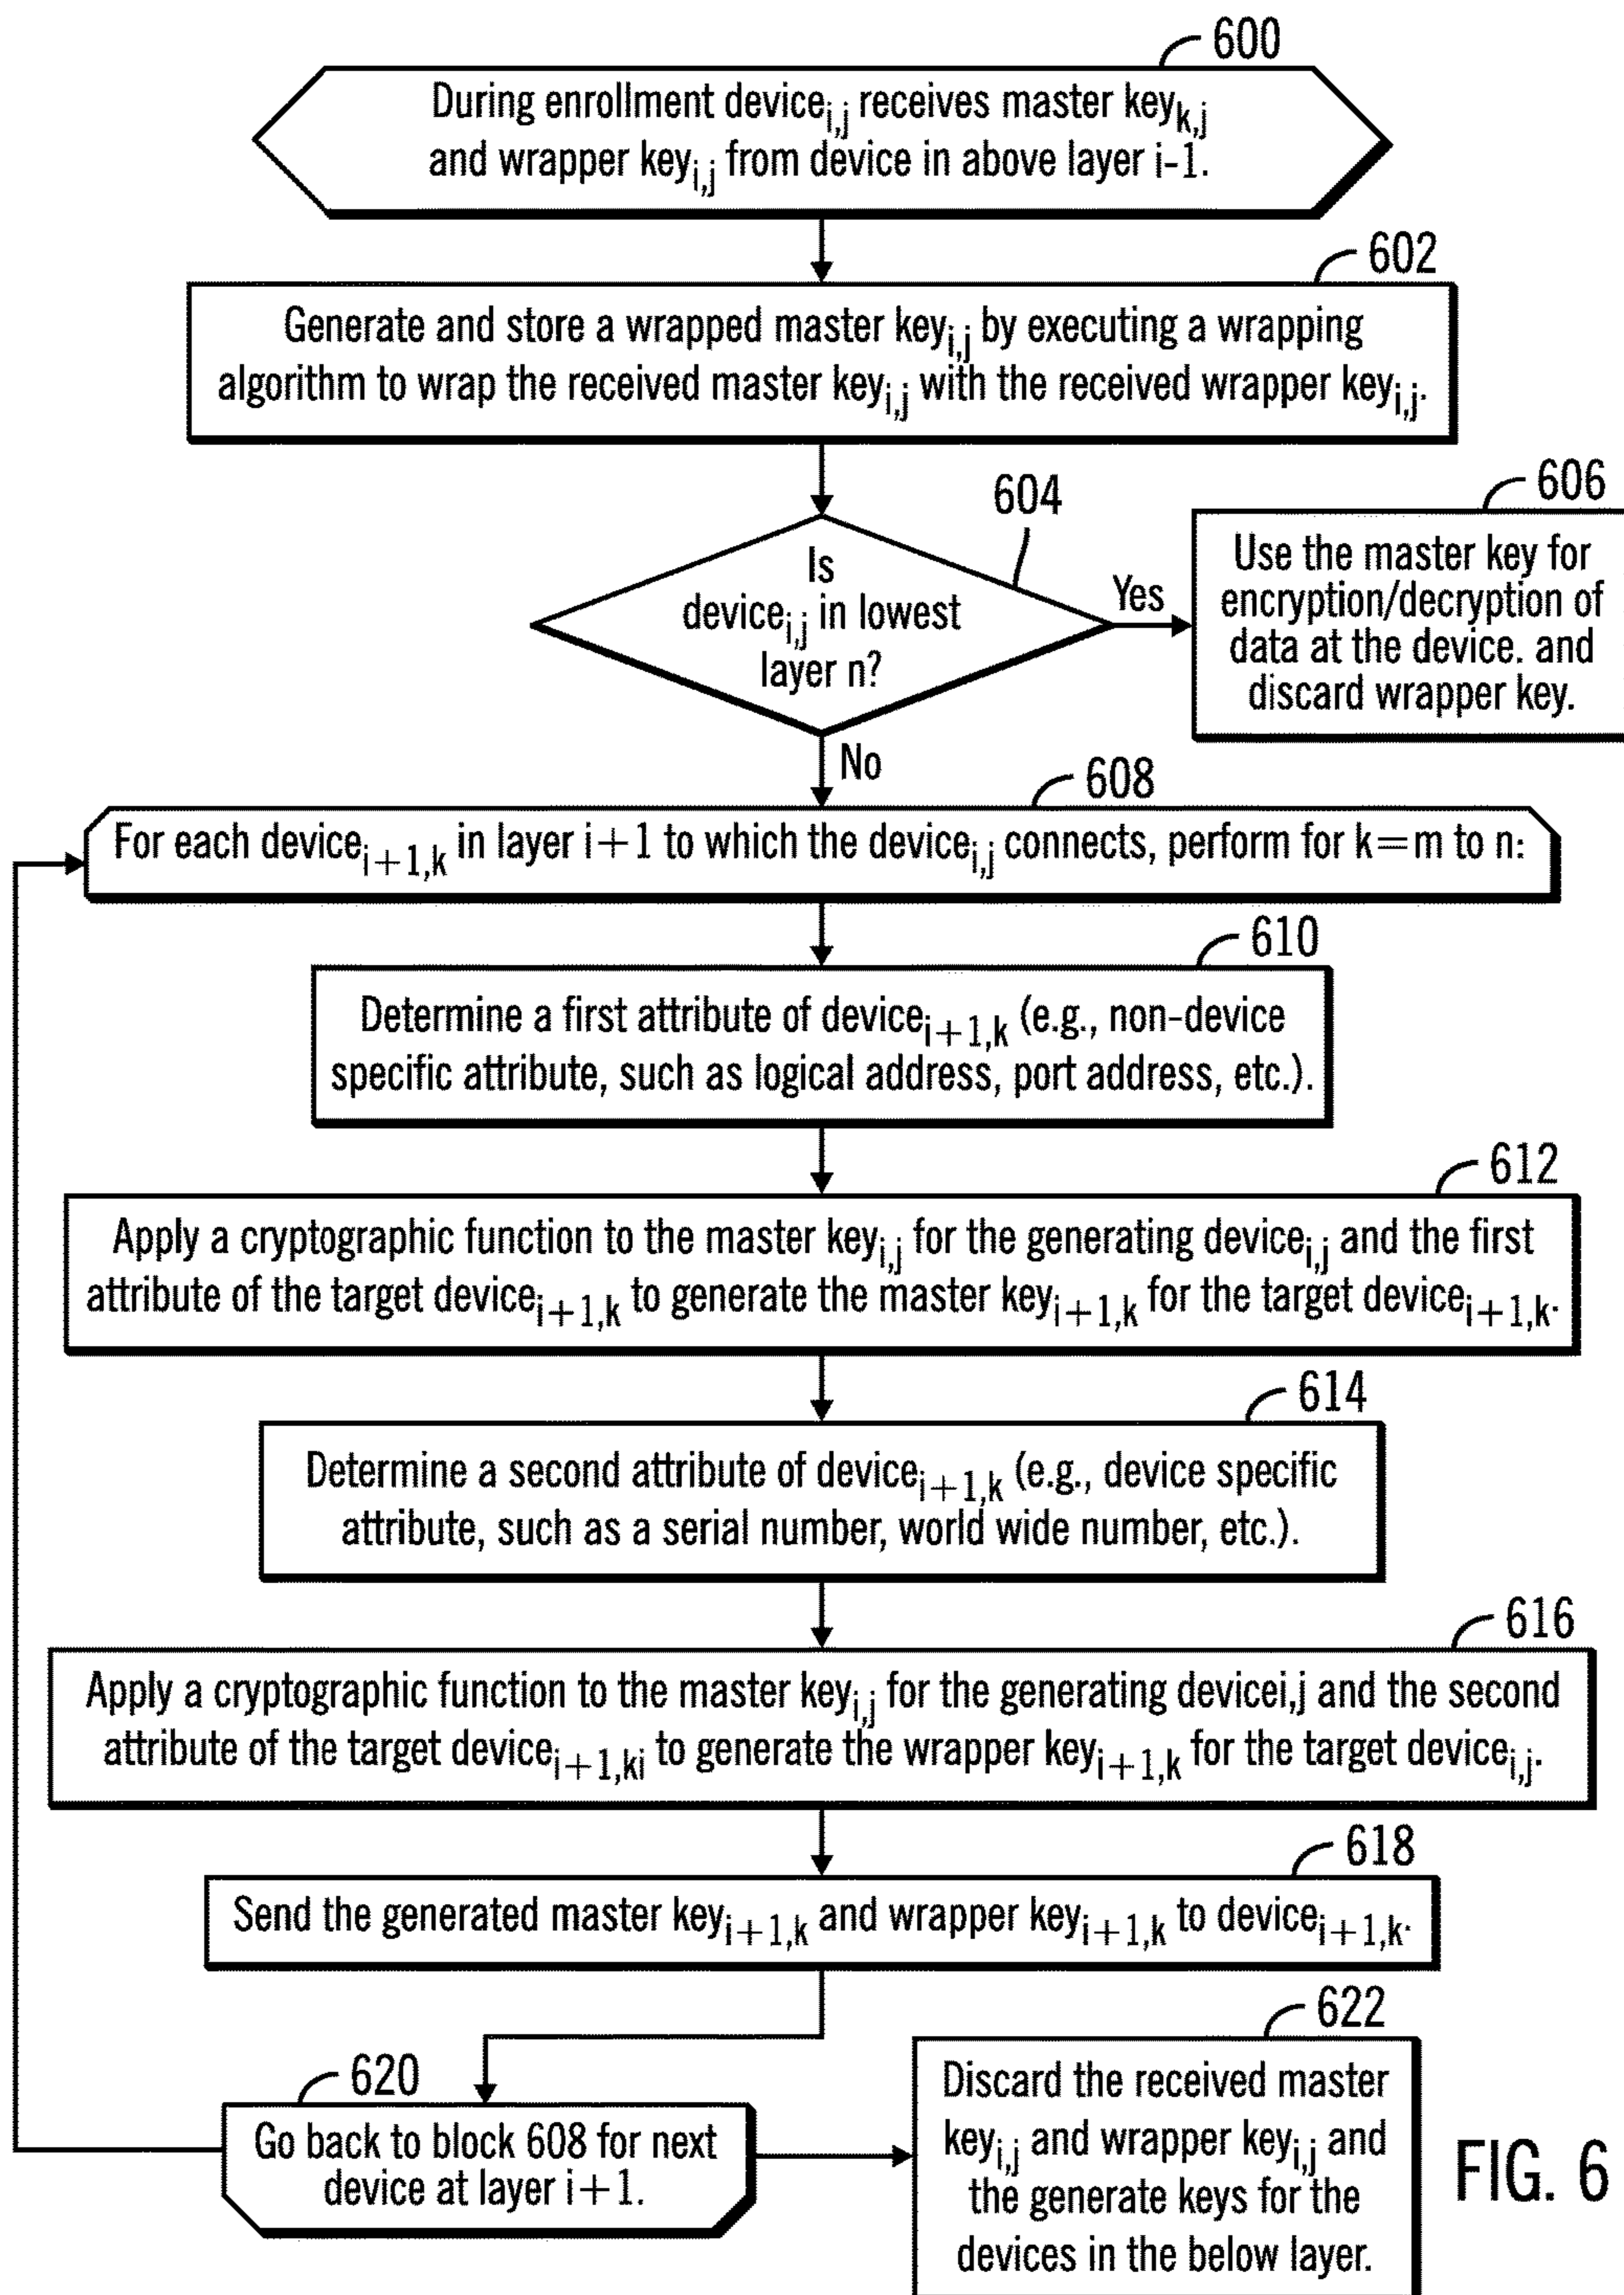 600
During enrollment device_{i,j} receives master key_{k,j}
and wrapper key_{i,j} from device in above layer i-1.
602
Generate and store a wrapped master key_{i,j} by executing a wrapping
algorithm to wrap the received master key_{i,j} with the received wrapper key_{i,j}.
604
Is
device_{i,j} in lowest
layer n?
Yes
606
Use the master key for
encryption/decryption of
data at the device. and
discard wrapper key.
No
608
For each device_{i+1,k} in layer i+1 to which the device_{i,j} connects, perform for k=m to n:
610
Determine a first attribute of device_{i+1,k} (e.g., non-device
specific attribute, such as logical address, port address, etc.).
612
Apply a cryptographic function to the master key_{i,j} for the generating device_{i,j} and the first
attribute of the target device_{i+1,k} to generate the master key_{i+1,k} for the target device_{i+1,k}.
614
Determine a second attribute of device_{i+1,k} (e.g., device specific
attribute, such as a serial number, world wide number, etc.).
616
Apply a cryptographic function to the master key_{i,j} for the generating devicei,j and the second
attribute of the target device_{i+1,ki} to generate the wrapper key_{i+1,k} for the target device_{i,j}.
618
Send the generated master key_{i+1,k} and wrapper key_{i+1,k} to device_{i+1,k}.
620
Go back to block 608 for next
device at layer i+1.
622
Discard the received master
key_{i,j} and wrapper key_{i,j} and
the generate keys for the
devices in the below layer.
FIG. 6